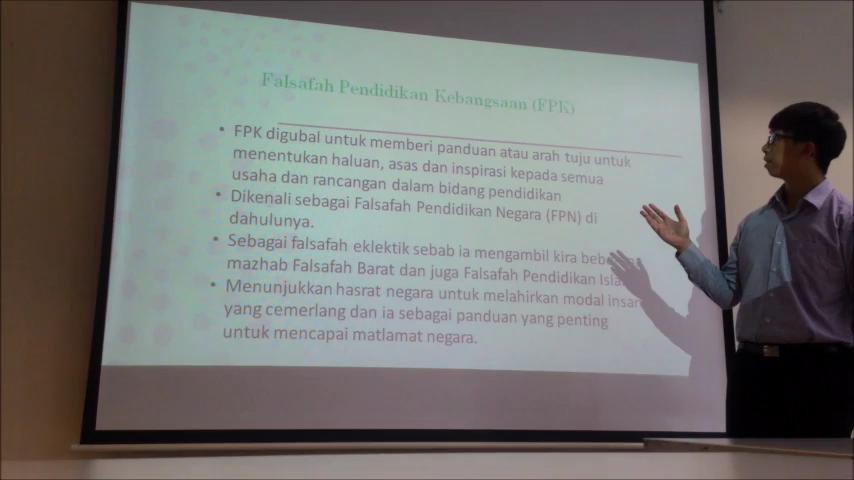 Falsafah Pendidikan Kebangsaan (FPK)
• FPK digubal untuk memberi panduan atau arah tuju untuk
menentukan haluan, asas dan inspirasi kepada semua
usaha dan rancangan dalam bidang pendidikan
• Dikenali sebagai Falsafah Pendidikan Negara (FPN) di
dahulunya.
• Sebagai falsafah eklektik sebab ia mengambil kira
mazhab Falsafah Barat dan juga Falsafah Pendidikan
• Menunjukkan hasrat negara untuk melahirkan modal insan
yang cemerlang dan ia sebagai panduan yang penting
untuk mencapai matlamat negara.